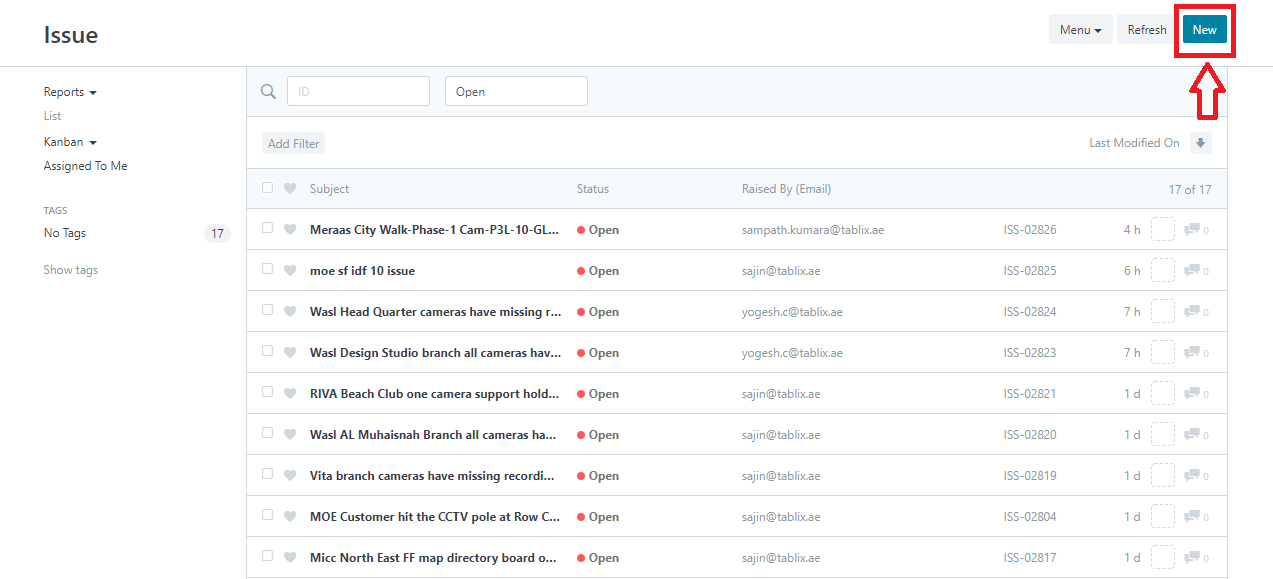 Issue
Menu Refresh New
Reports
List
Kanban
Assigned To Me
TAGS
No Tags 17
Show tags
ID Open
Add Filter Last Modified On
Subject Status Raised By (Email) 17 of 17
Meraas City Walk-Phase-1 Cam-P3L-10-GL... Open sampath.kumara@tablix.ae ISS-02826 4 h 0
moe sf idf 10 issue Open sajin@tablix.ae ISS-02825 6 h 0
Wasl Head Quarter cameras have missing r... Open yogesh.c@tablix.ae ISS-02824 7 h 0
Wasl Design Studio branch all cameras hav... Open yogesh.c@tablix.ae ISS-02823 7 h 0
RIVA Beach Club one camera support hold... Open sajin@tablix.ae ISS-02821 1 d 0
Wasl AL Muhaisnah Branch all cameras ha... Open sajin@tablix.ae ISS-02820 1 d 0
Vita branch cameras have missing recordi... Open sajin@tablix.ae ISS-02819 1 d 0
MOE Customer hit the CCTV pole at Row C... Open sajin@tablix.ae ISS-02804 1 d 0
Micc North East FF map directory board o... Open sajin@tablix.ae ISS-02817 1 d 0